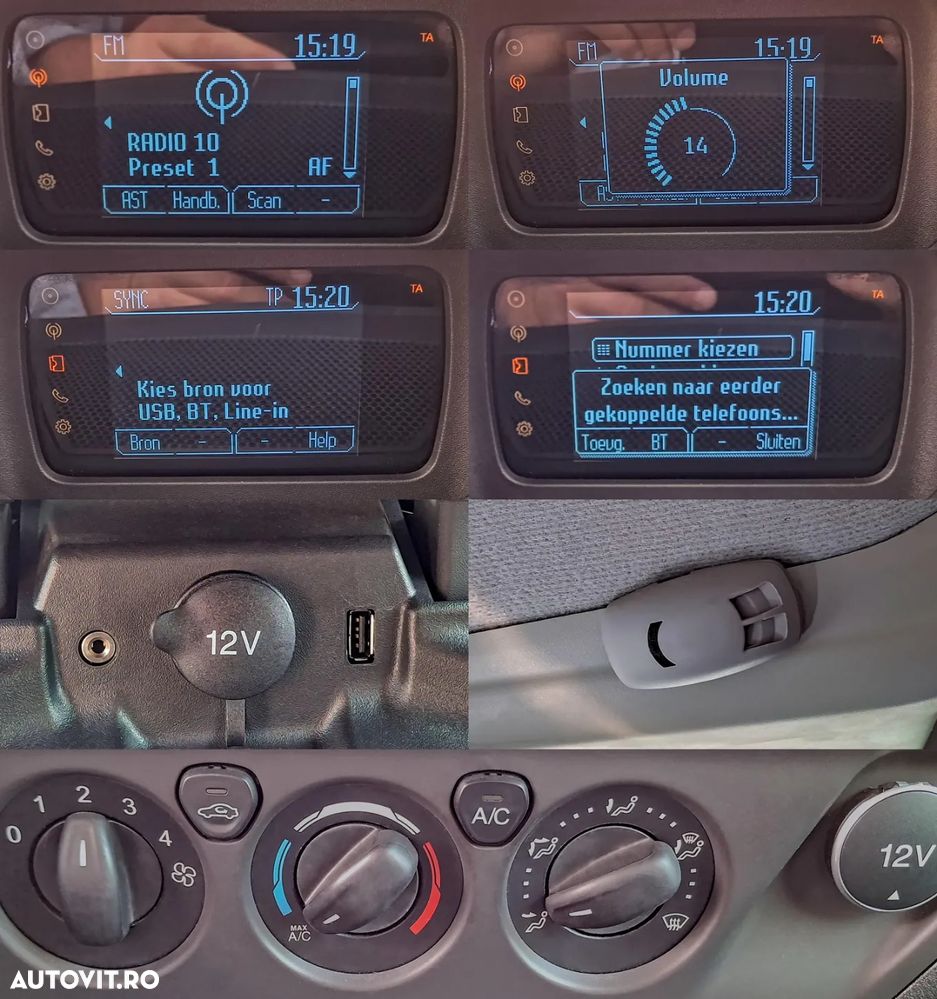 FM 15:19 TA
RADIO 10
Preset 1 AF
AST Handb. Scan -
FM 15:19 TA
Volume
14
SYNC TP 15:20 TA
Kies bron voor
USB, BT, Line-in
Bron - - Help
15:20 TA
Nummer kiezen
Zoeken naar eerder
gekoppelde telefoons...
Toevg. BT - Sluiten
12V
0 1 2 3 4
A/C
MAX
A/C
12V
AUTOVIT.RO